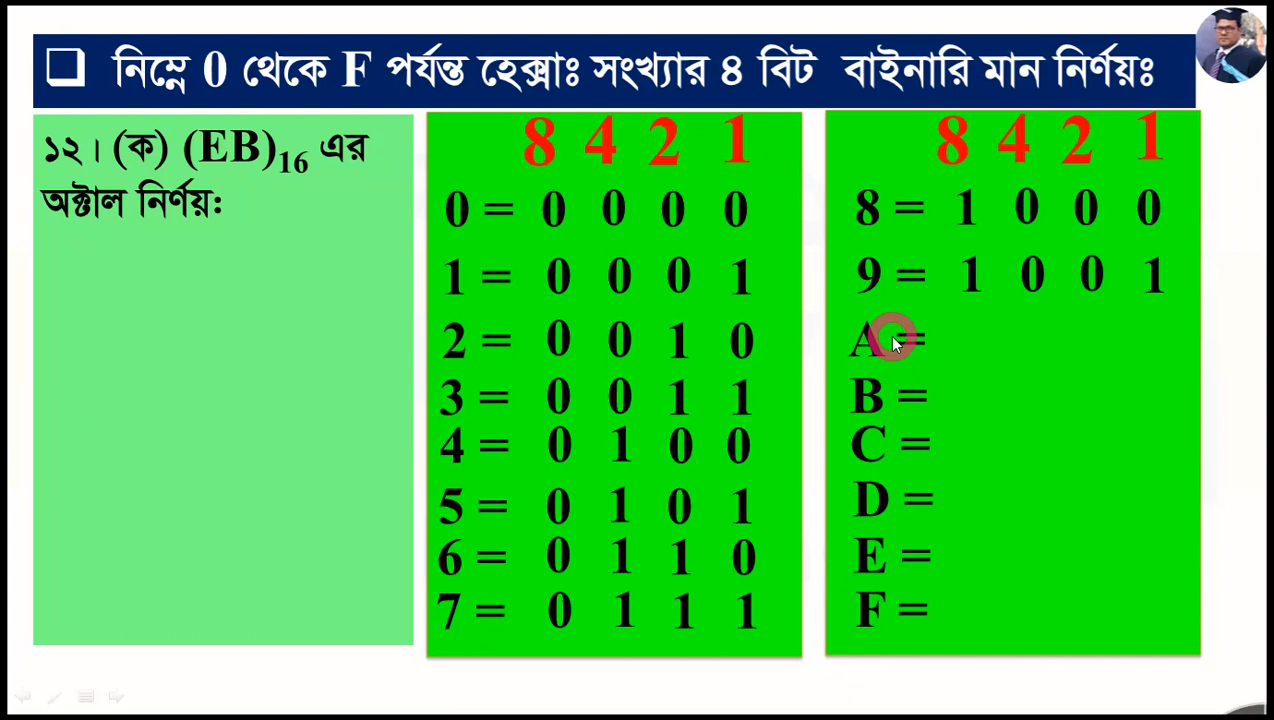 ❑ নিম্নে 0 থেকে F পর্যন্ত হেক্সাঃ সংখ্যার ৪ বিট বাইনারি মান নির্ণয়ঃ
১২। (ক) (EB)₁₆ এর
অক্টাল নির্ণয়:
8 4 2 1
0 = 0 0 0 0
1 = 0 0 0 1
2 = 0 0 1 0
3 = 0 0 1 1
4 = 0 1 0 0
5 = 0 1 0 1
6 = 0 1 1 0
7 = 0 1 1 1
8 4 2 1
8 = 1 0 0 0
9 = 1 0 0 1
A =
B =
C =
D =
E =
F =